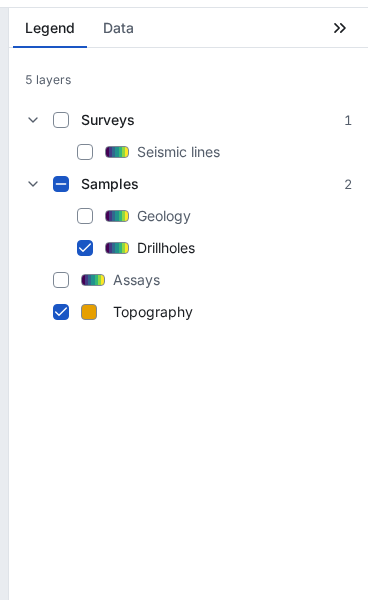 Legend Data
5 layers
Surveys 1
Seismic lines
Samples 2
Geology
Drillholes
Assays
Topography